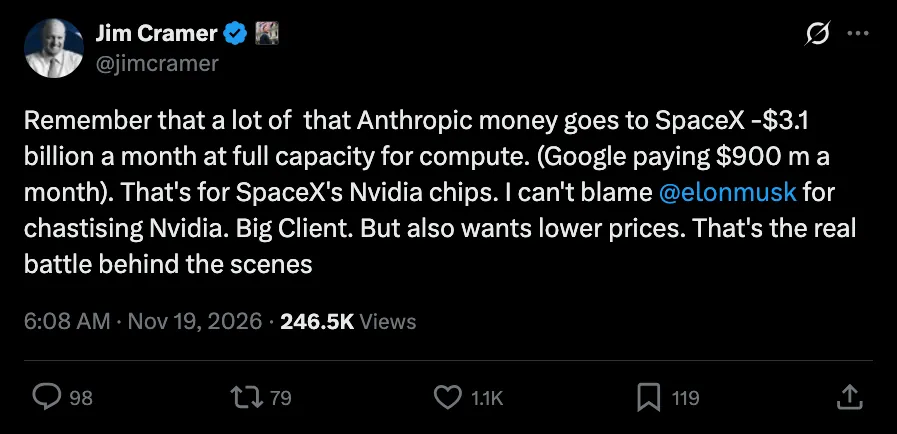 Jim Cramer
@jimcramer
Remember that a lot of  that Anthropic money goes to SpaceX -$3.1
billion a month at full capacity for compute. (Google paying $900 m a
month). That's for SpaceX's Nvidia chips. I can't blame @elonmusk for
chastising Nvidia. Big Client. But also wants lower prices. That's the real
battle behind the scenes
6:08 AM · Nov 19, 2026 · 246.5K Views
98 79 1.1K 119